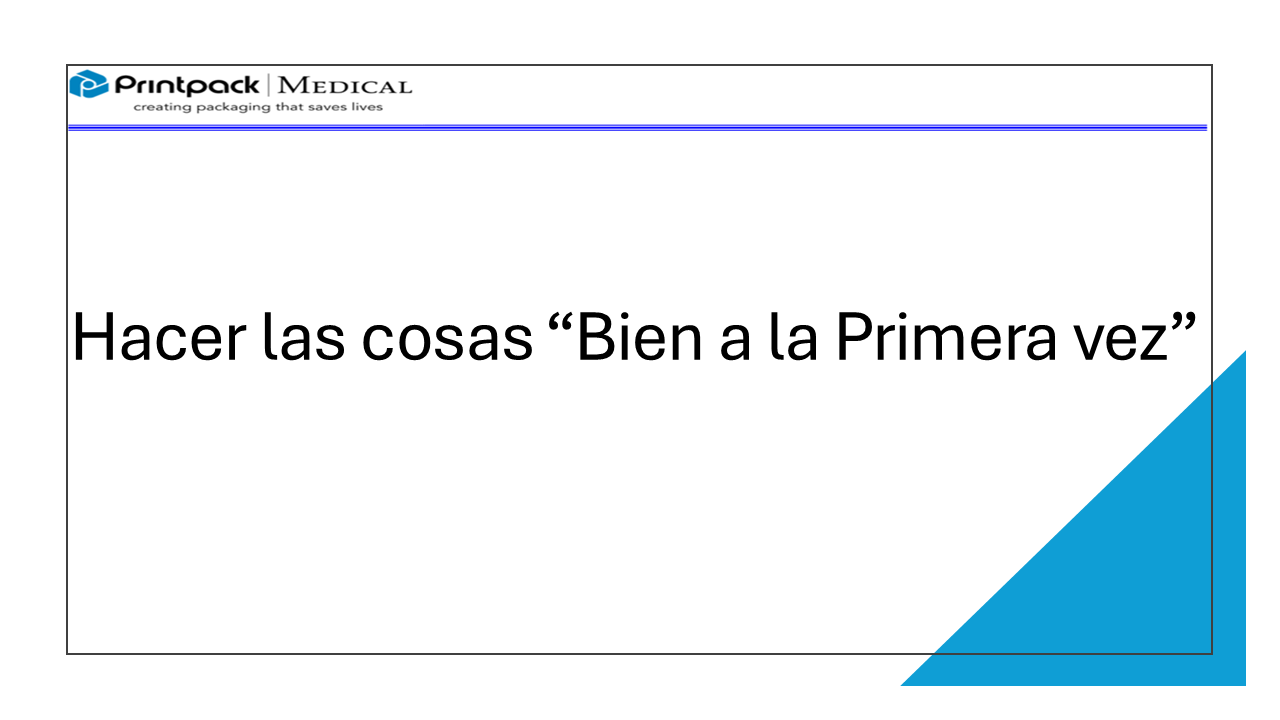 Printpack | MEDICAL
creating packaging that saves lives
Hacer las cosas “Bien a la Primera vez”